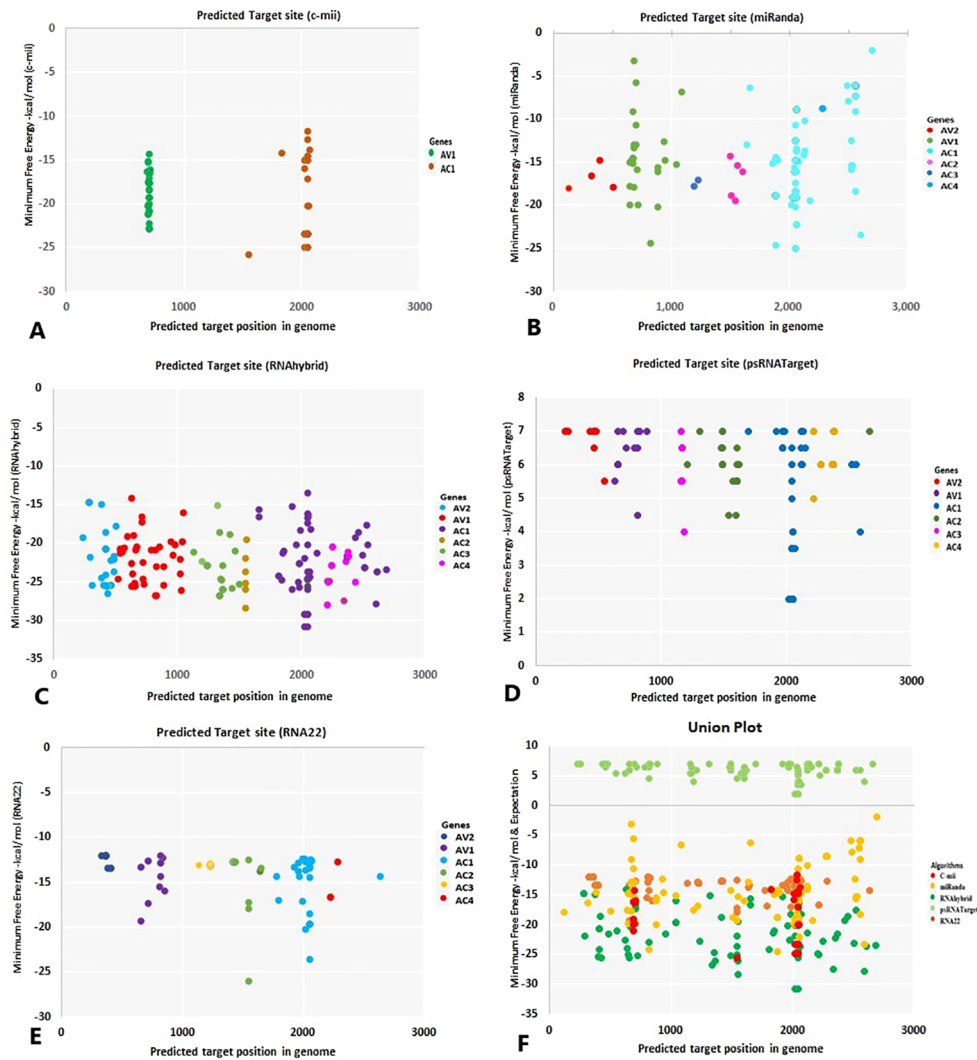 Predicted Target site (c-mii)
Minimum Free Energy -kcal/mol (c-mii)
0
-5
-10
-15
-20
-25
-30
0
1000
2000
3000
Predicted target position in genome
Genes
AV1
AC1
A
Predicted Target site (miRanda)
Minimum Free Energy -kcal/mol (miRanda)
0
-5
-10
-15
-20
-25
-30
0
1,000
2,000
3,000
Predicted target position in genome
Genes
AV2
AV1
AC1
AC2
AC3
AC4
B
Predicted Target site (RNAhybrid)
Minimum Free Energy -kcal/mol (RNAhybrid)
0
-5
-10
-15
-20
-25
-30
-35
0
1000
2000
3000
Predicted target position in genome
Genes
AV2
AV1
AC1
AC2
AC3
AC4
C
Predicted Target site (psRNATarget)
Minimum Free Energy -kcal/mol (psRNATarget)
8
7
6
5
4
3
2
1
0
0
1000
2000
3000
Predicted target position in genome
Genes
AV2
AV1
AC1
AC2
AC3
AC4
D
Predicted Target site (RNA22)
Minimum Free Energy -kcal/mol (RNA22)
0
-5
-10
-15
-20
-25
-30
0
1000
2000
3000
Predicted target position in genome
Genes
AV2
AV1
AC1
AC3
AC2
AC4
E
Union Plot
Minimum Free Energy -kcal/mol & Expectation
10
5
0
-5
-10
-15
-20
-25
-30
-35
0
1000
2000
3000
Predicted target position in genome
Algorithms
C-mii
miRanda
RNAhybrid
psRNATarget
RNA22
F